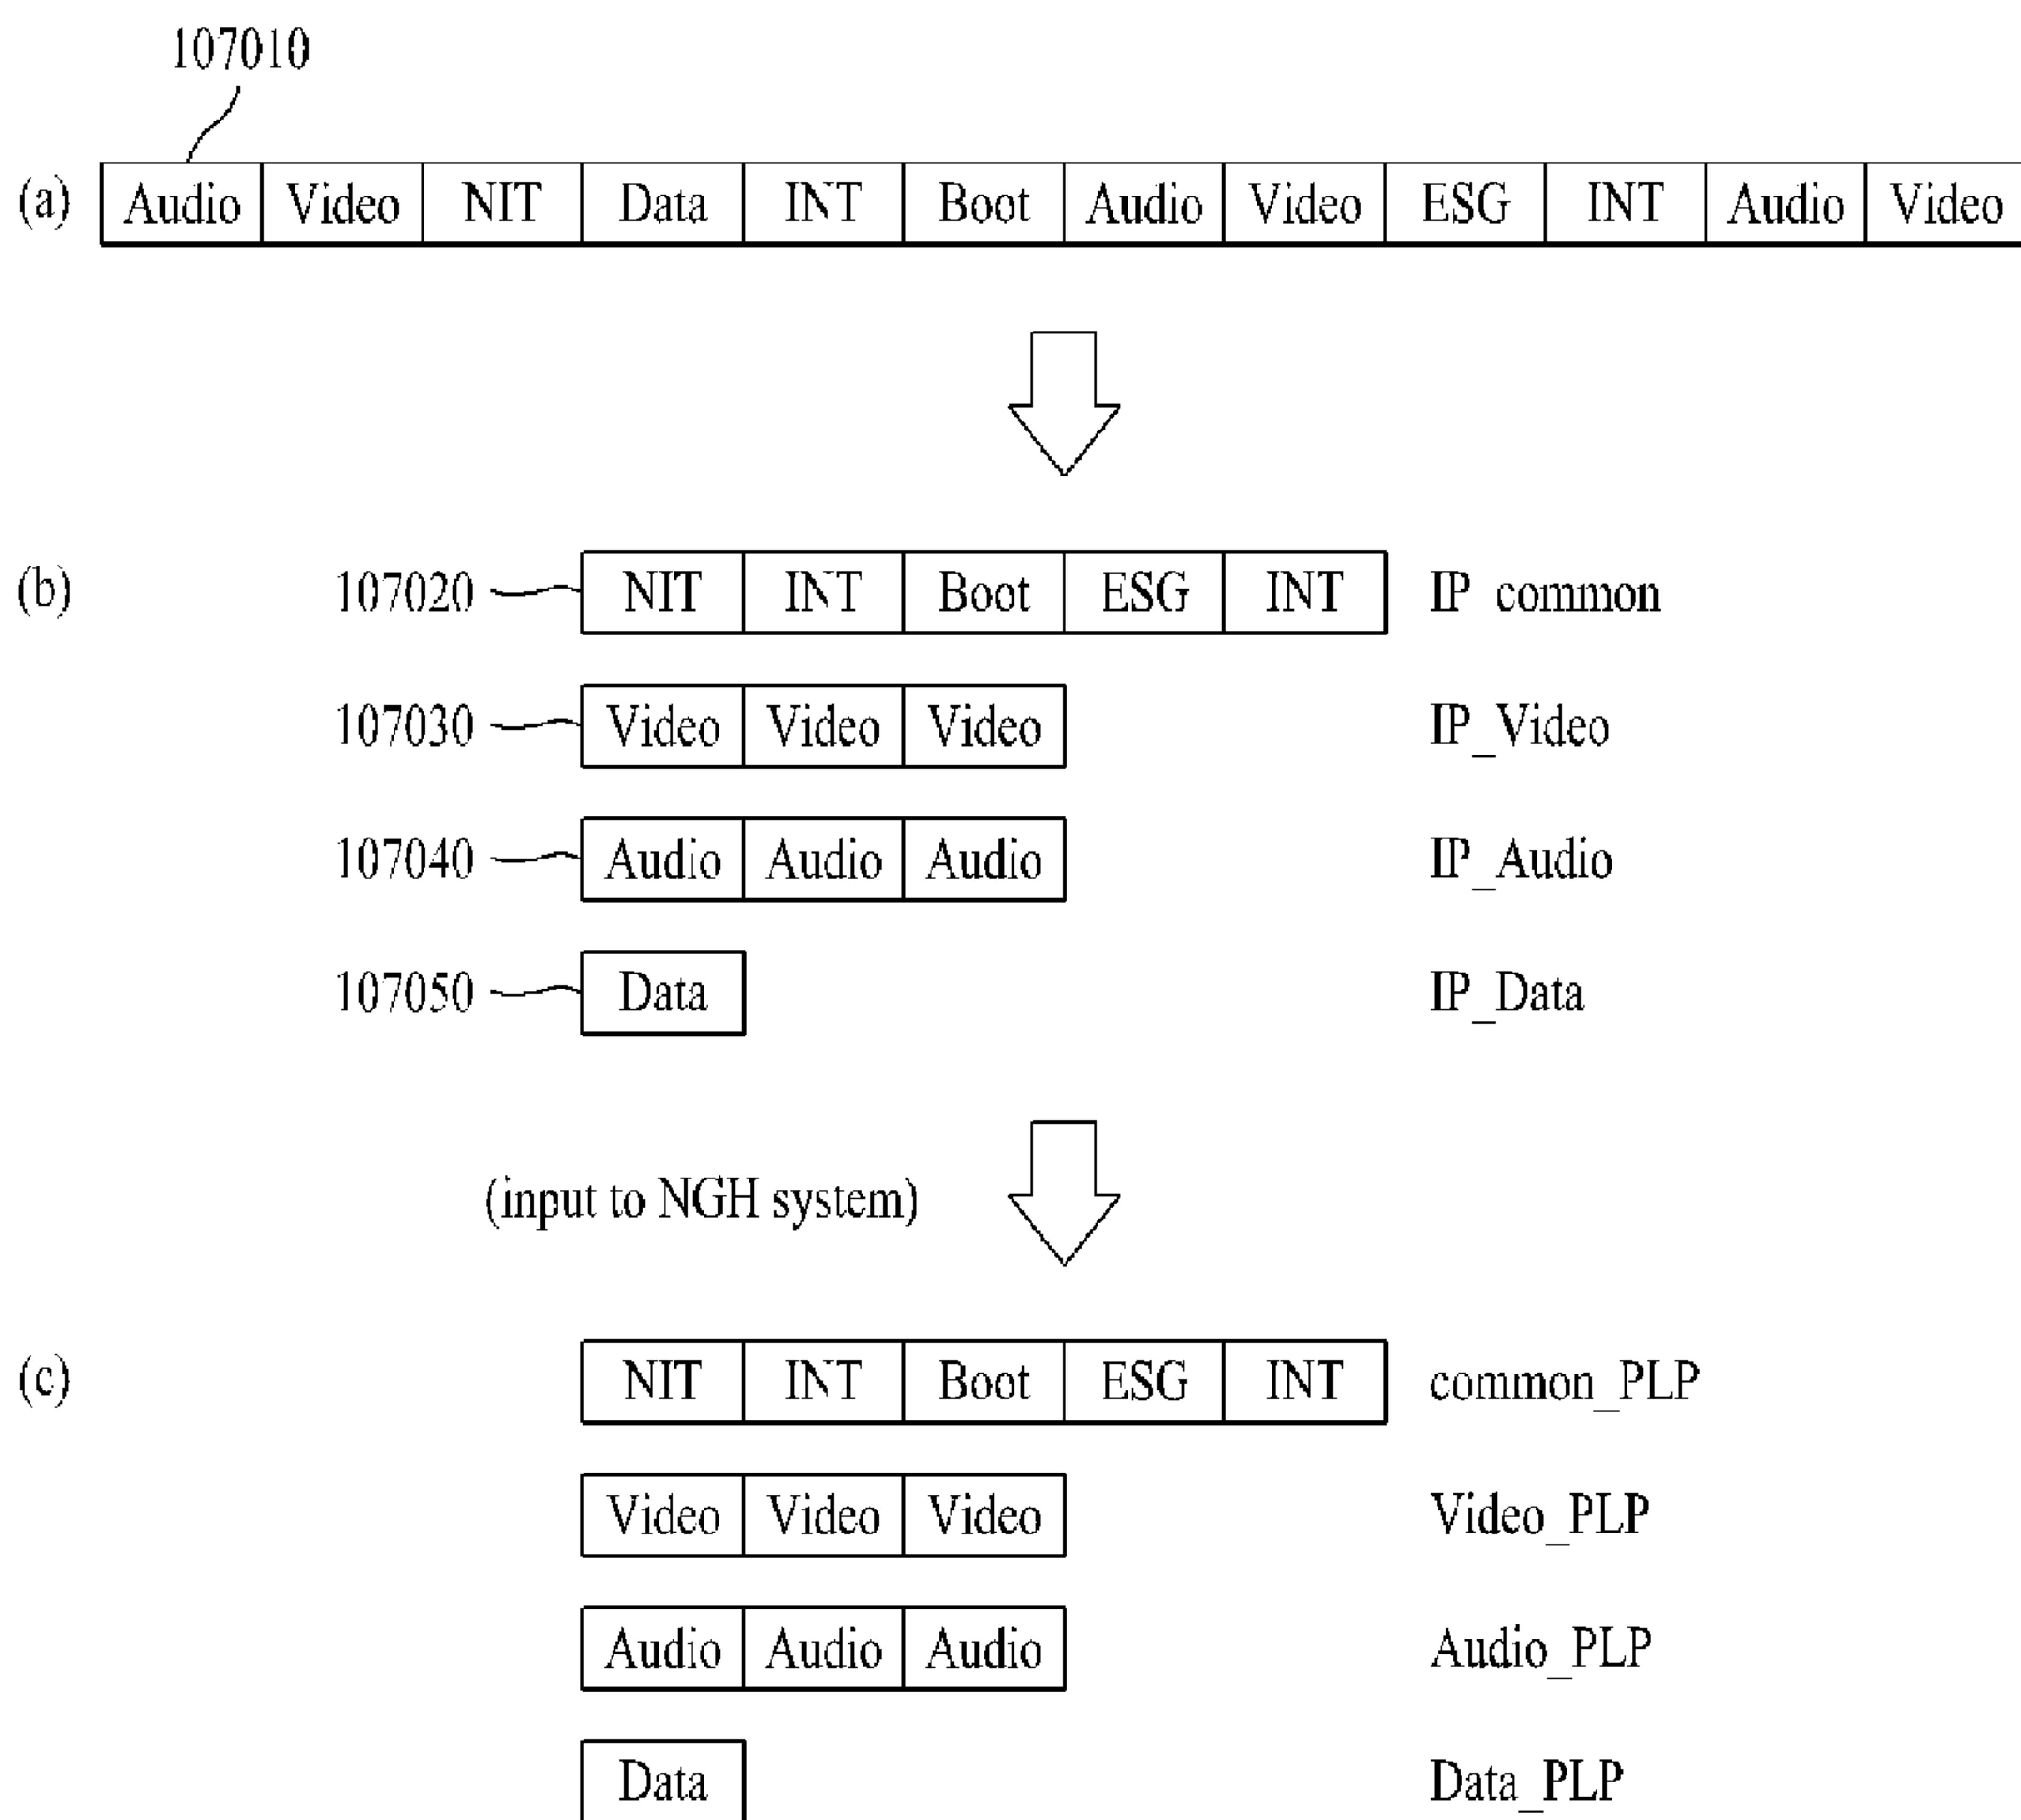 107010
(a) Audio Video NIT Data INT Boot Audio Video ESG INT Audio Video
(b) 107020 NIT INT Boot ESG INT IP common
107030 Video Video Video IP_Video
107040 Audio Audio Audio IP_Audio
107050 Data IP_Data
(input to NGH system)
(c) NIT INT Boot ESG INT common_PLP
Video Video Video Video_PLP
Audio Audio Audio Audio_PLP
Data Data_PLP